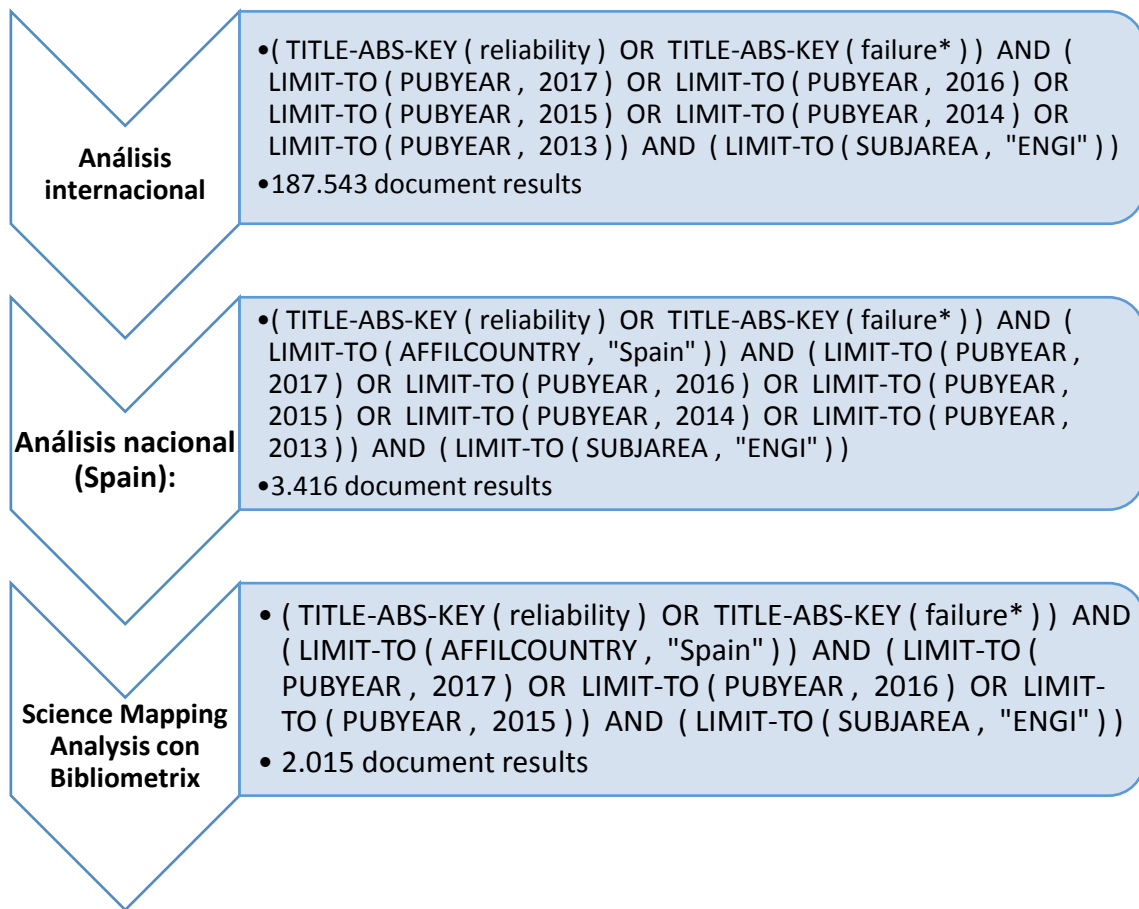 Análisis
internacional
•( TITLE-ABS-KEY ( reliability )  OR  TITLE-ABS-KEY ( failure* ) )  AND  (
LIMIT-TO ( PUBYEAR ,  2017 )  OR  LIMIT-TO ( PUBYEAR ,  2016 )  OR
LIMIT-TO ( PUBYEAR ,  2015 )  OR  LIMIT-TO ( PUBYEAR ,  2014 )  OR
LIMIT-TO ( PUBYEAR ,  2013 ) )  AND  ( LIMIT-TO ( SUBJAREA ,  "ENGI" ) )
•187.543 document results
Análisis nacional
(Spain):
•( TITLE-ABS-KEY ( reliability )  OR  TITLE-ABS-KEY ( failure* ) )  AND  (
LIMIT-TO ( AFFILCOUNTRY ,  "Spain" ) )  AND  ( LIMIT-TO ( PUBYEAR ,
2017 )  OR  LIMIT-TO ( PUBYEAR ,  2016 )  OR  LIMIT-TO ( PUBYEAR ,
2015 )  OR  LIMIT-TO ( PUBYEAR ,  2014 )  OR  LIMIT-TO ( PUBYEAR ,
2013 ) )  AND  ( LIMIT-TO ( SUBJAREA ,  "ENGI" ) )
•3.416 document results
Science Mapping
Analysis con
Bibliometrix
• ( TITLE-ABS-KEY ( reliability )  OR  TITLE-ABS-KEY ( failure* ) )  AND
( LIMIT-TO ( AFFILCOUNTRY ,  "Spain" ) )  AND  ( LIMIT-TO (
PUBYEAR ,  2017 )  OR  LIMIT-TO ( PUBYEAR ,  2016 )  OR  LIMIT-
TO ( PUBYEAR ,  2015 ) )  AND  ( LIMIT-TO ( SUBJAREA ,  "ENGI" ) )
• 2.015 document results